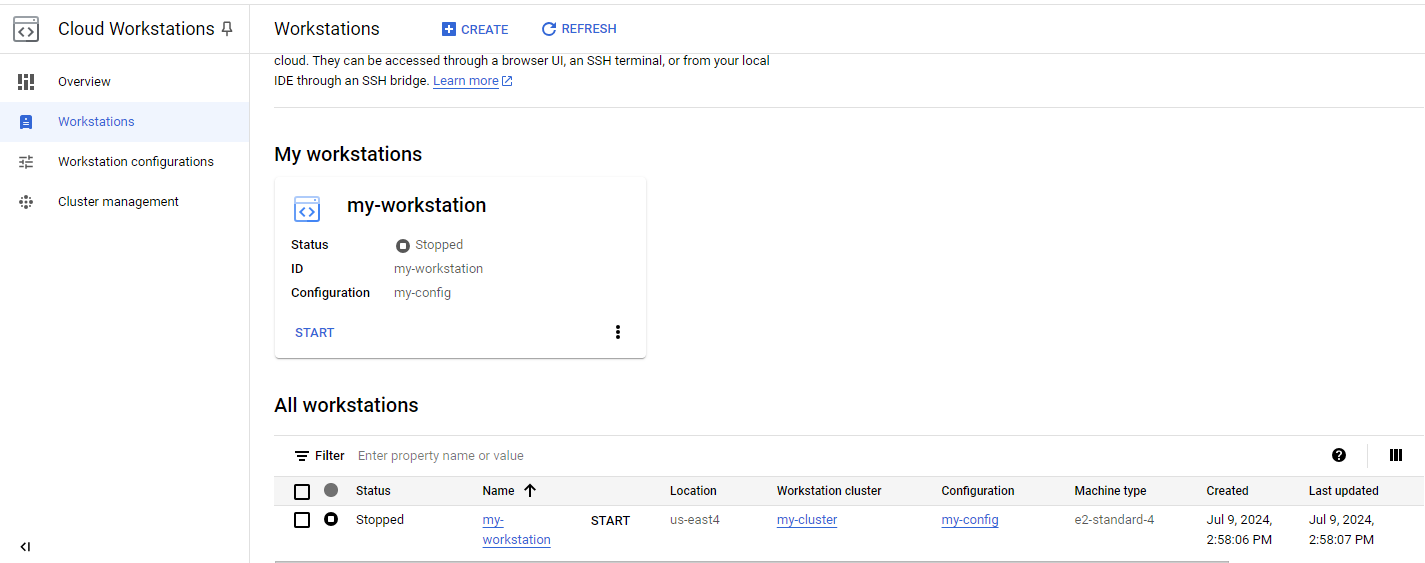 Cloud Workstations
Workstations
CREATE
REFRESH
Overview
Workstations
Workstation configurations
Cluster management
cloud. They can be accessed through a browser UI, an SSH terminal, or from your local
IDE through an SSH bridge. Learn more
My workstations
my-workstation
Status Stopped
ID my-workstation
Configuration my-config
START
All workstations
Filter Enter property name or value
Status Name Location Workstation cluster Configuration Machine type Created Last updated
Stopped my- START us-east4 my-cluster my-config e2-standard-4 Jul 9, 2024, Jul 9, 2024,
workstation 2:58:06 PM 2:58:07 PM